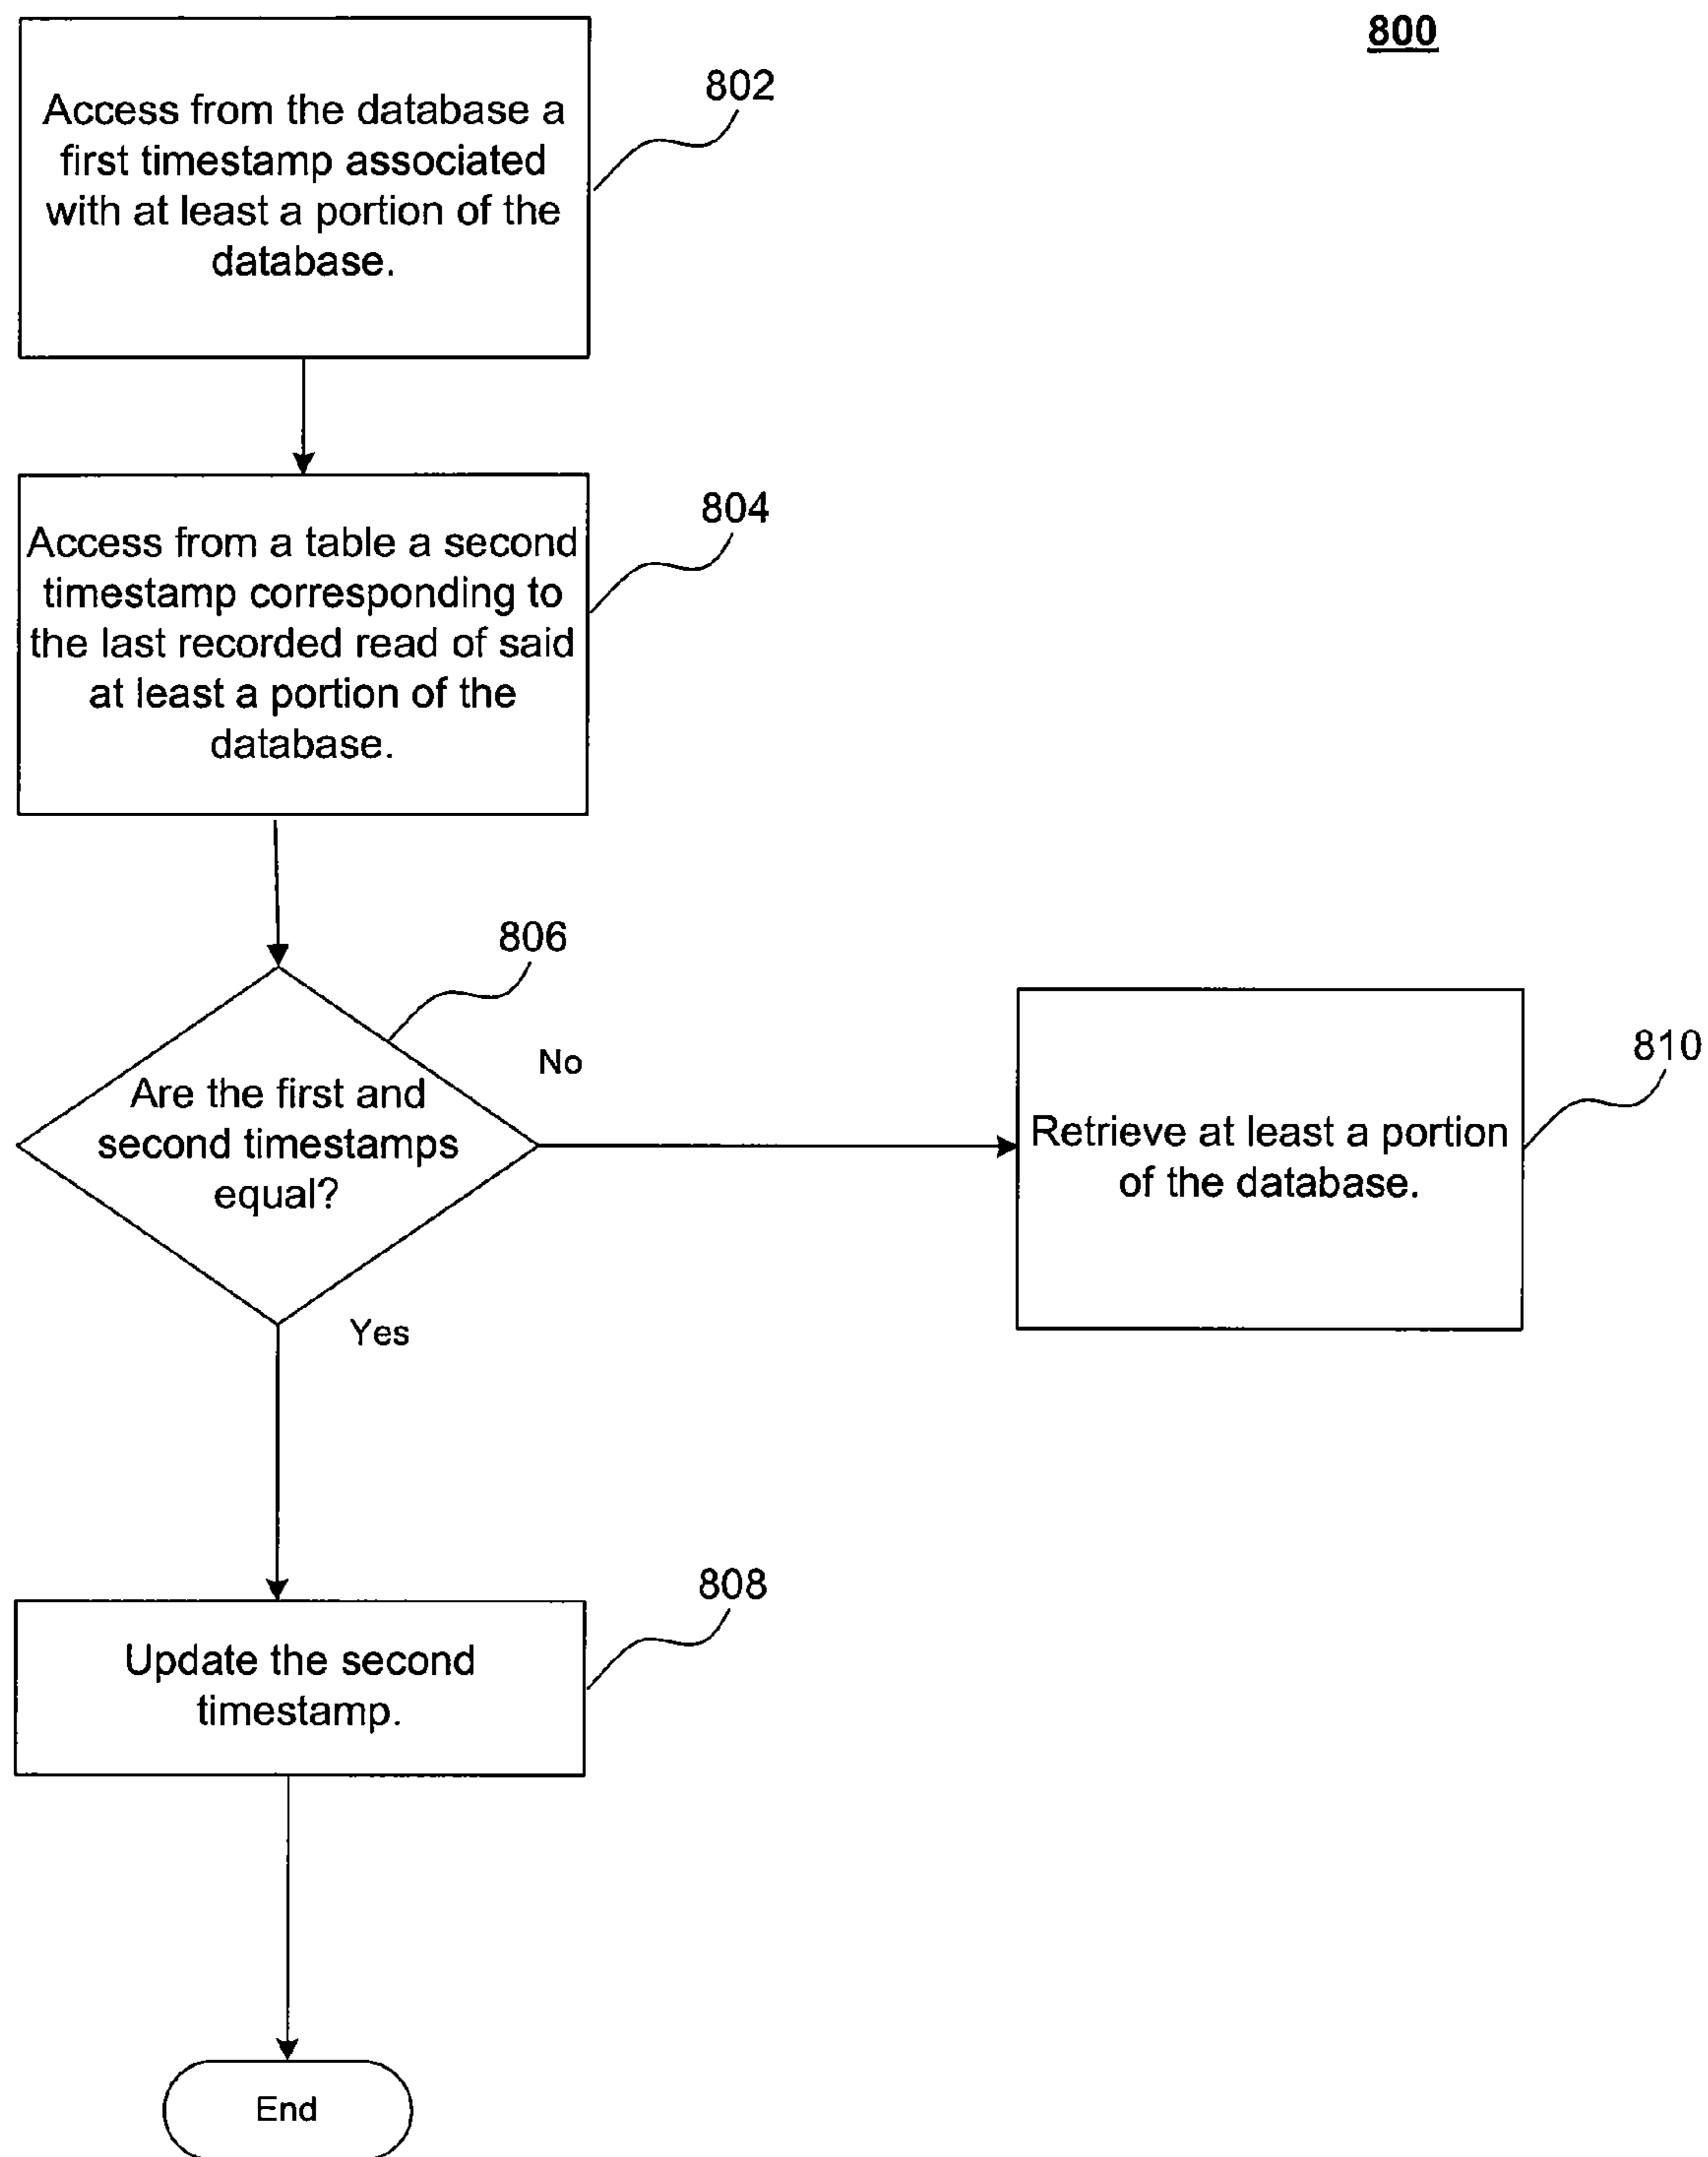 800
802
Access from the database a
first timestamp associated
with at least a portion of the
database.
804
Access from a table a second
timestamp corresponding to
the last recorded read of said
at least a portion of the
database.
806
Are the first and
second timestamps
equal?
No
810
Retrieve at least a portion
of the database.
Yes
808
Update the second
timestamp.
End